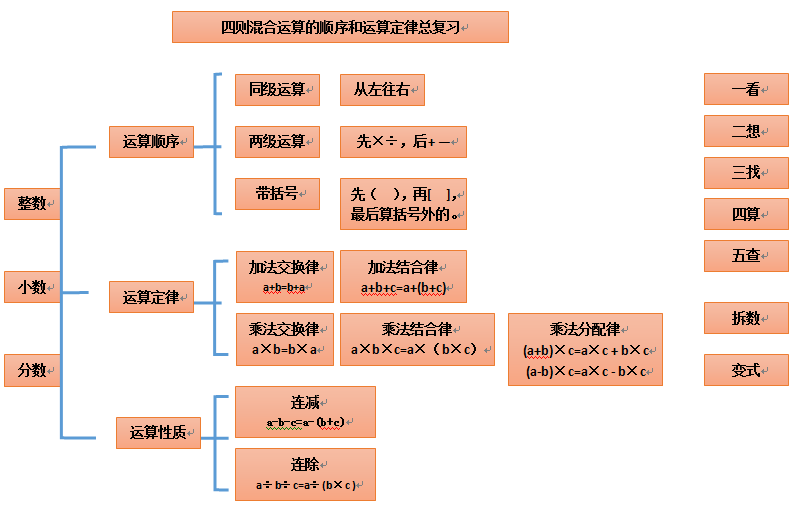 四则混合运算的顺序和运算定律总复习
整数
小数
分数
运算顺序
同级运算
从左往右
两级运算
先×÷，后+ —
带括号
先（　），再[　]，
最后算括号外的。
运算定律
加法交换律
a+b=b+a
加法结合律
a+b+c=a+(b+c)
乘法交换律
a×b=b×a
乘法结合律
a×b×c=a×（b×c）
乘法分配律
(a+b)×c=a×c + b×c
(a-b)×c=a×c - b×c
运算性质
连减
a-b-c=a-(b+c)
连除
a÷ b÷ c=a÷ (b×c )
一看
二想
三找
四算
五查
拆数
变式